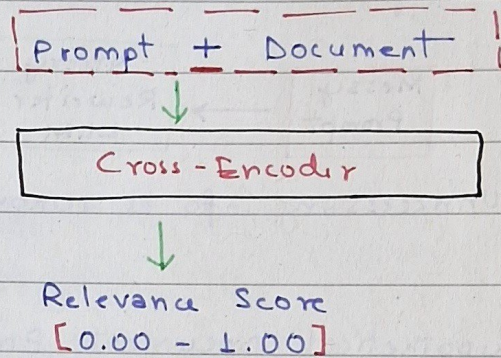 Prompt + Document
Cross-Encoder
Relevance Score
[0.00 - 1.00]